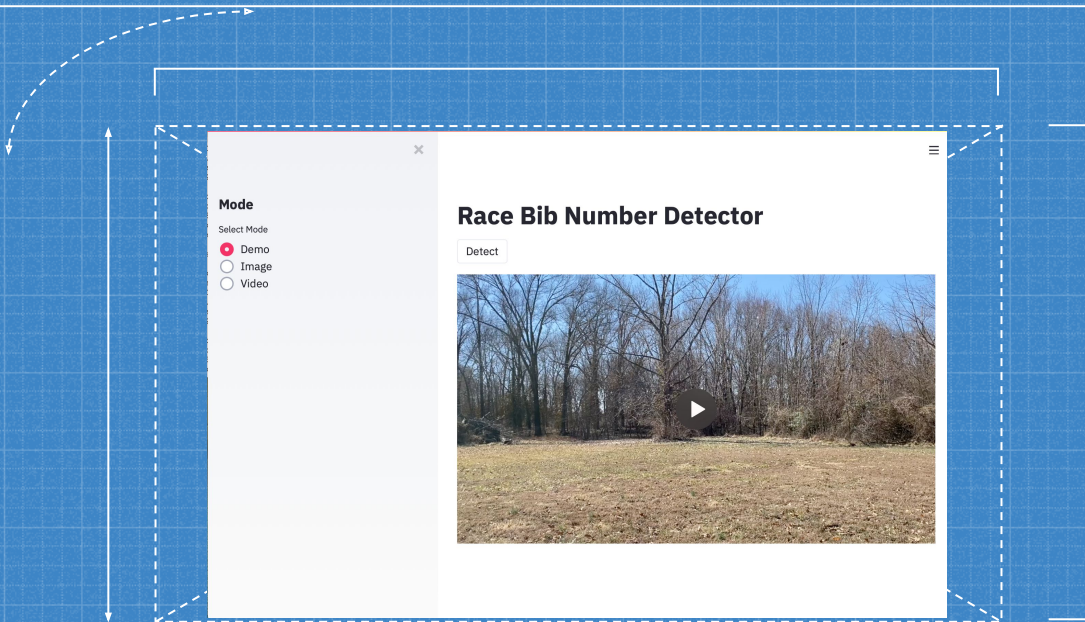 Mode
Select Mode
Demo
Image
Video
Race Bib Number Detector
Detect